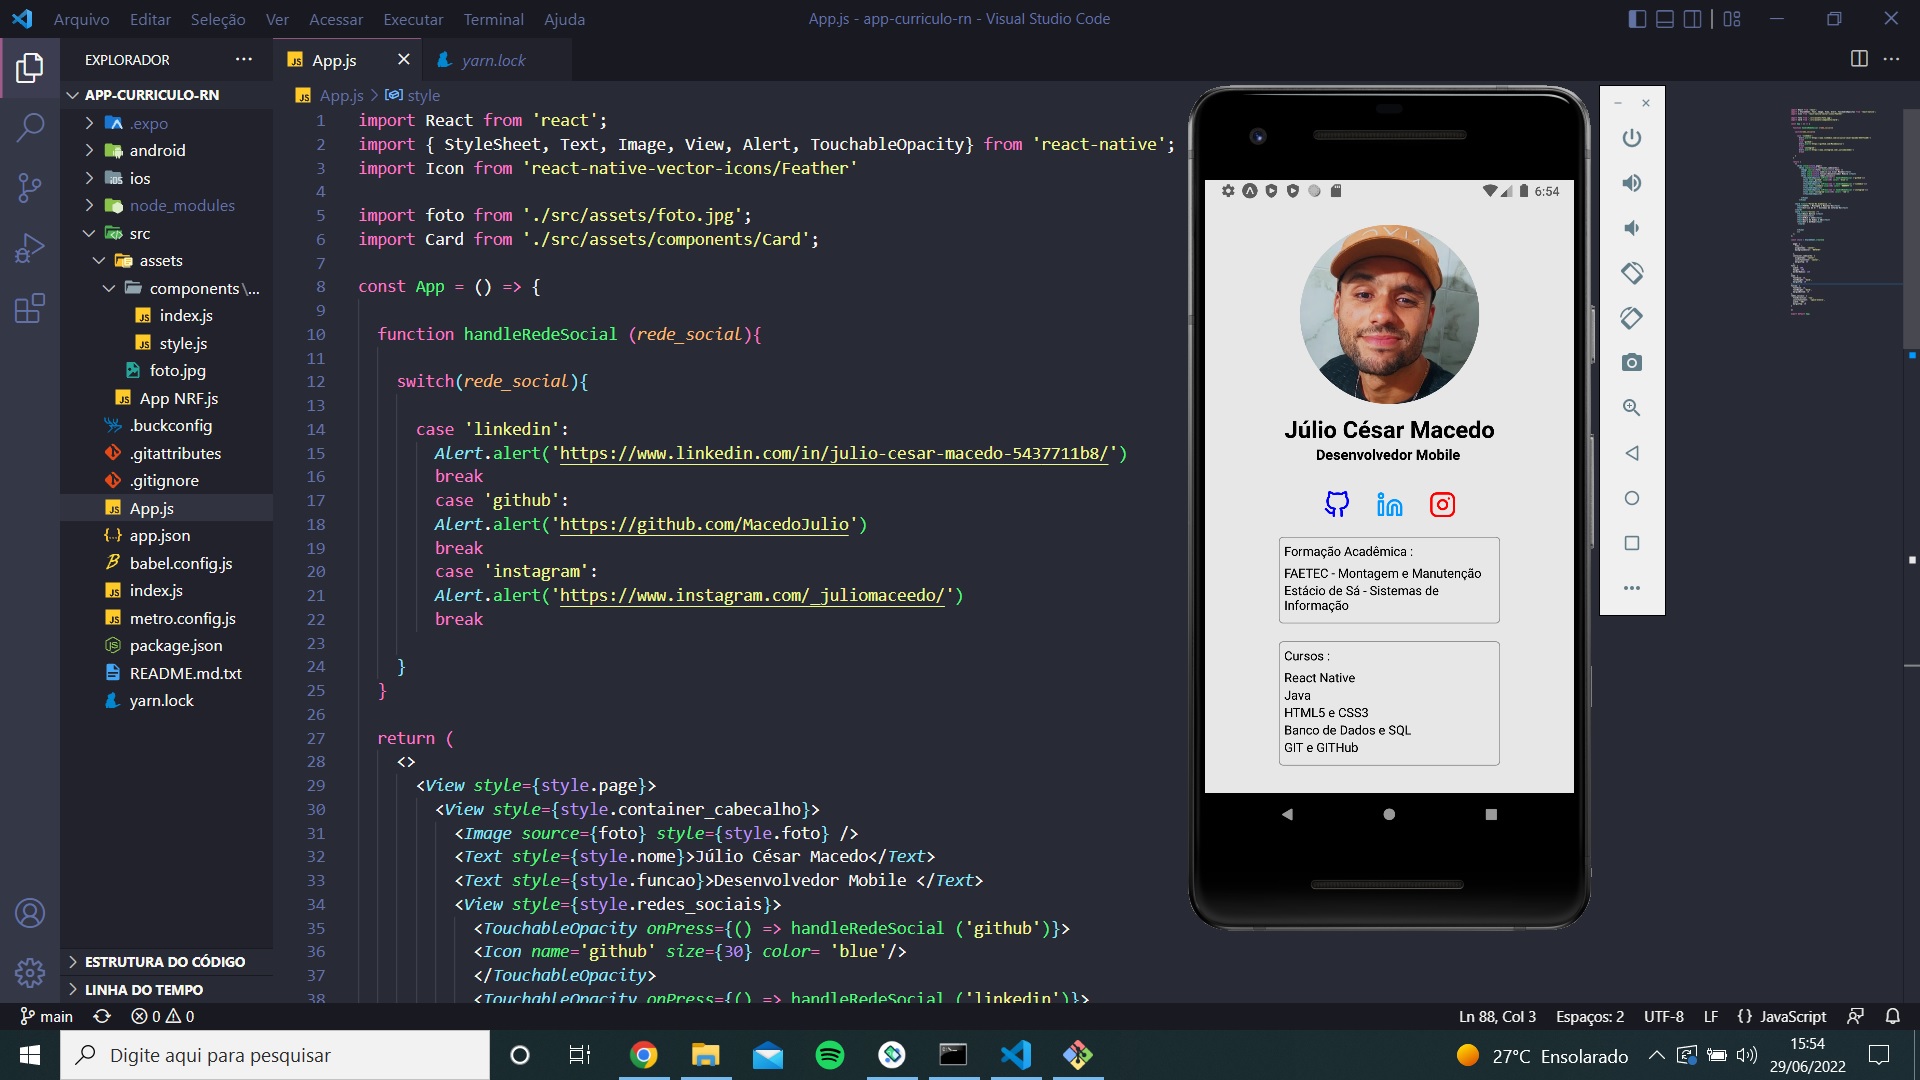 Arquivo Editar Seleção Ver Acessar Executar Terminal Ajuda
App.js - app-curriculo-rn - Visual Studio Code
EXPLORADOR
APP-CURRICULO-RN
.expo
android
ios
node_modules
src
assets
components\...
index.js
style.js
foto.jpg
App NRF.js
.buckconfig
.gitattributes
.gitignore
App.js
app.json
babel.config.js
index.js
metro.config.js
package.json
README.md.txt
yarn.lock
ESTRUTURA DO CÓDIGO
LINHA DO TEMPO
App.js
yarn.lock
App.js > style
1 import React from 'react';
2 import { StyleSheet, Text, Image, View, Alert, TouchableOpacity} from 'react-native';
3 import Icon from 'react-native-vector-icons/Feather'
4
5 import foto from './src/assets/foto.jpg';
6 import Card from './src/assets/components/Card';
7
8 const App = () => {
9
10 function handleRedeSocial (rede_social){
11
12 switch(rede_social){
13
14 case 'linkedin':
15 Alert.alert('https://www.linkedin.com/in/julio-cesar-macedo-5437711b8/')
16 break
17 case 'github':
18 Alert.alert('https://github.com/MacedoJulio')
19 break
20 case 'instagram':
21 Alert.alert('https://www.instagram.com/_juliomaceedo/')
22 break
23
24 }
25 }
26
27 return (
28 <>
29 <View style={style.page}>
30 <View style={style.container_cabecalho}>
31 <Image source={foto} style={style.foto} />
32 <Text style={style.nome}>Júlio César Macedo</Text>
33 <Text style={style.funcao}>Desenvolvedor Mobile </Text>
34 <View style={style.redes_sociais}>
35 <TouchableOpacity onPress={() => handleRedeSocial ('github')}>
36 <Icon name='github' size={30} color= 'blue'/>
37 </TouchableOpacity>
38 <TouchableOpacity onPress={() => handleRedeSocial ('linkedin')}>
6:54
Júlio César Macedo
Desenvolvedor Mobile
Formação Acadêmica :
FAETEC - Montagem e Manutenção
Estácio de Sá - Sistemas de
Informação
Cursos :
React Native
Java
HTML5 e CSS3
Banco de Dados e SQL
GIT e GITHub
main
0 0
Ln 88, Col 3 Espaços: 2 UTF-8 LF {} JavaScript
Digite aqui para pesquisar
27°C Ensolarado
15:54
29/06/2022